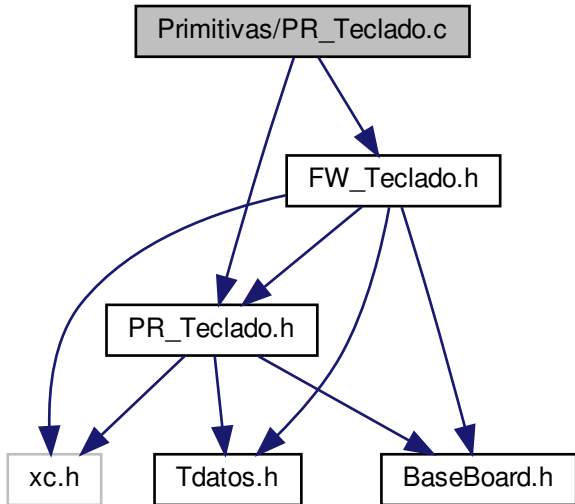 Primitivas/PR_Teclado.c
FW_Teclado.h
PR_Teclado.h
xc.h
Tdatos.h
BaseBoard.h